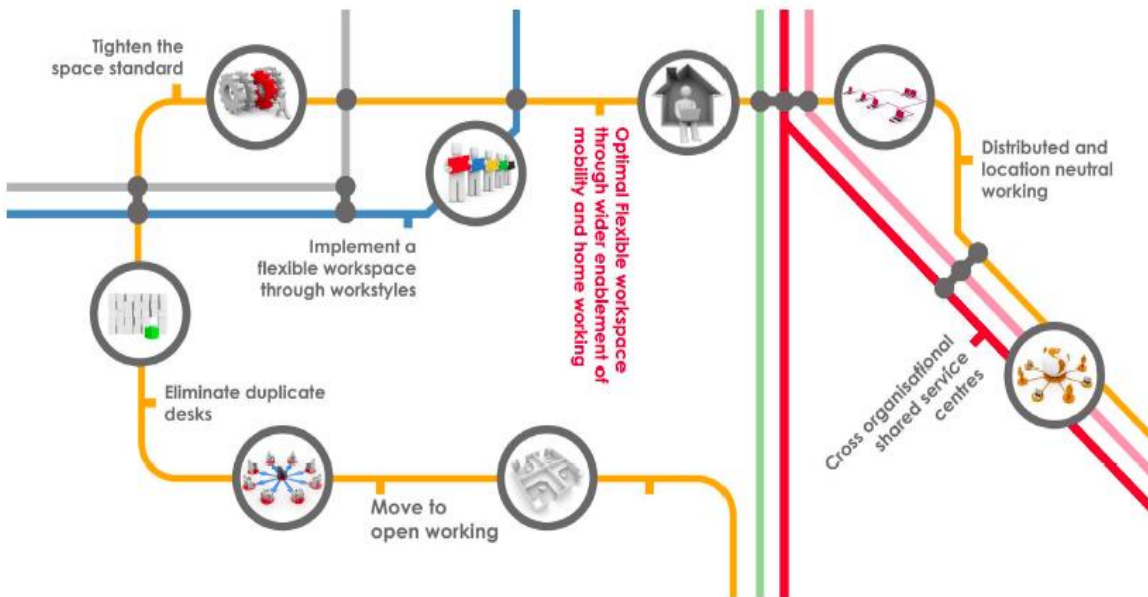 Tighten the
space standard
Optimal Flexible workspace
through wider enablement of
mobility and home working
Distributed and
location neutral
working
Implement a
flexible workspace
through workstyles
Eliminate duplicate
desks
Cross organisational
shared service
centres
Move to
open working